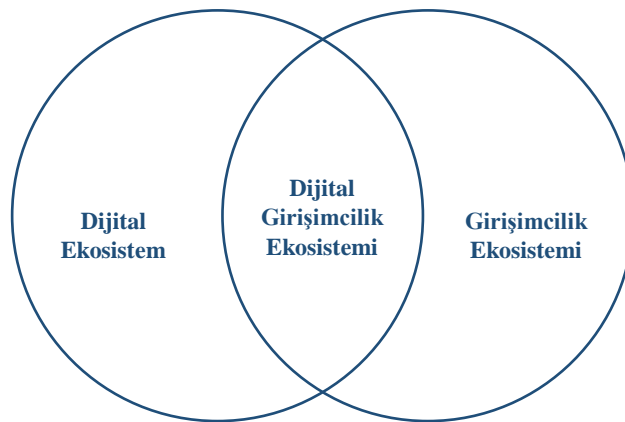 Dijital
Ekosistem
Dijital
Girişimcilik
Ekosistemi
Girişimcilik
Ekosistemi